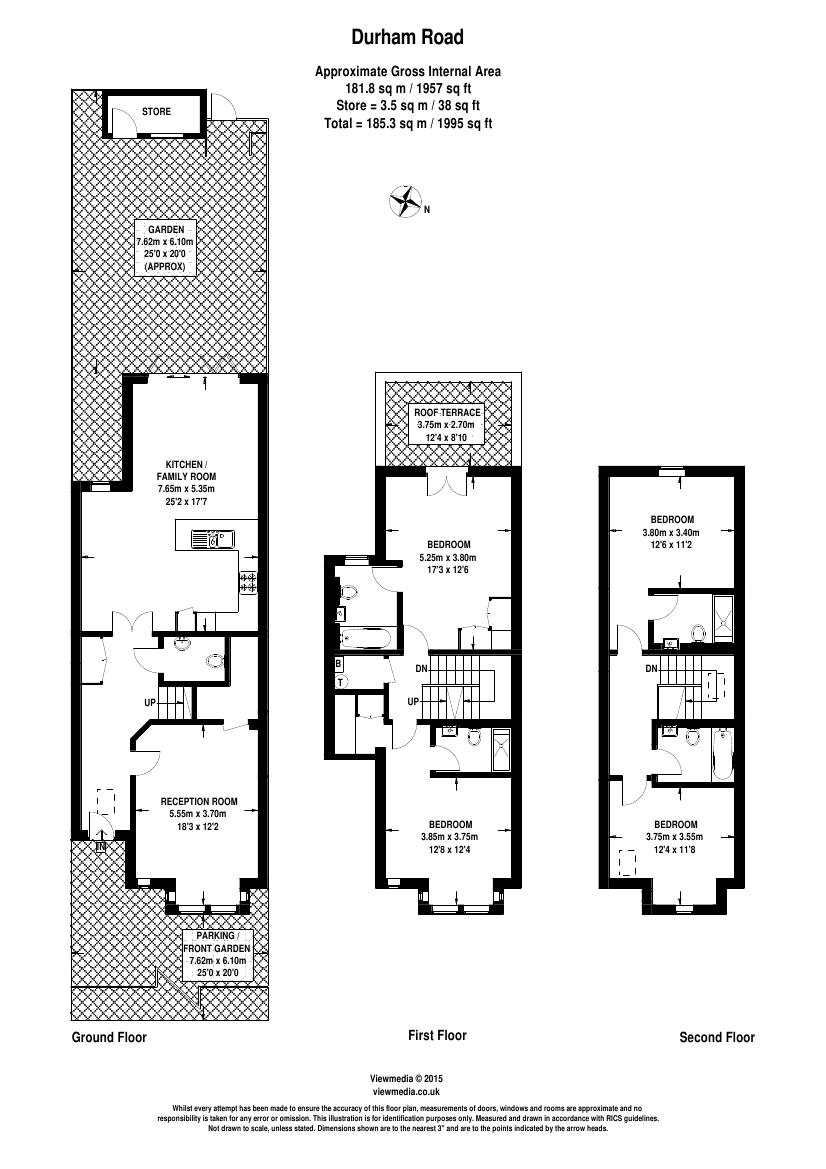 Durham Road
Approximate Gross Internal Area
181.8 sq m / 1957 sq ft
Store = 3.5 sq m / 38 sq ft
Total = 185.3 sq m / 1995 sq ft
N
STORE
GARDEN
7.62m x 6.10m
25'0 x 20'0
(APPROX)
KITCHEN /
FAMILY ROOM
7.65m x 5.35m
25'2 x 17'7
UP
RECEPTION ROOM
5.55m x 3.70m
18'3 x 12'2
IN
PARKING /
FRONT GARDEN
7.62m x 6.10m
25'0 x 20'0
Ground Floor
ROOF TERRACE
3.75m x 2.70m
12'4 x 8'10
BEDROOM
5.25m x 3.80m
17'3 x 12'6
B
T
DN
UP
BEDROOM
3.85m x 3.75m
12'8 x 12'4
First Floor
BEDROOM
3.80m x 3.40m
12'6 x 11'2
DN
BEDROOM
3.75m x 3.55m
12'4 x 11'8
Second Floor
Viewmedia © 2015
viewmedia.co.uk
Whilst every attempt has been made to ensure the accuracy of this floor plan, measurements of doors, windows and rooms are approximate and no
responsibility is taken for any error or omission. This illustration is for identification purposes only. Measured and drawn in accordance with RICS guidelines.
Not drawn to scale, unless stated. Dimensions shown are to the nearest 3" and are to the points indicated by the arrow heads.